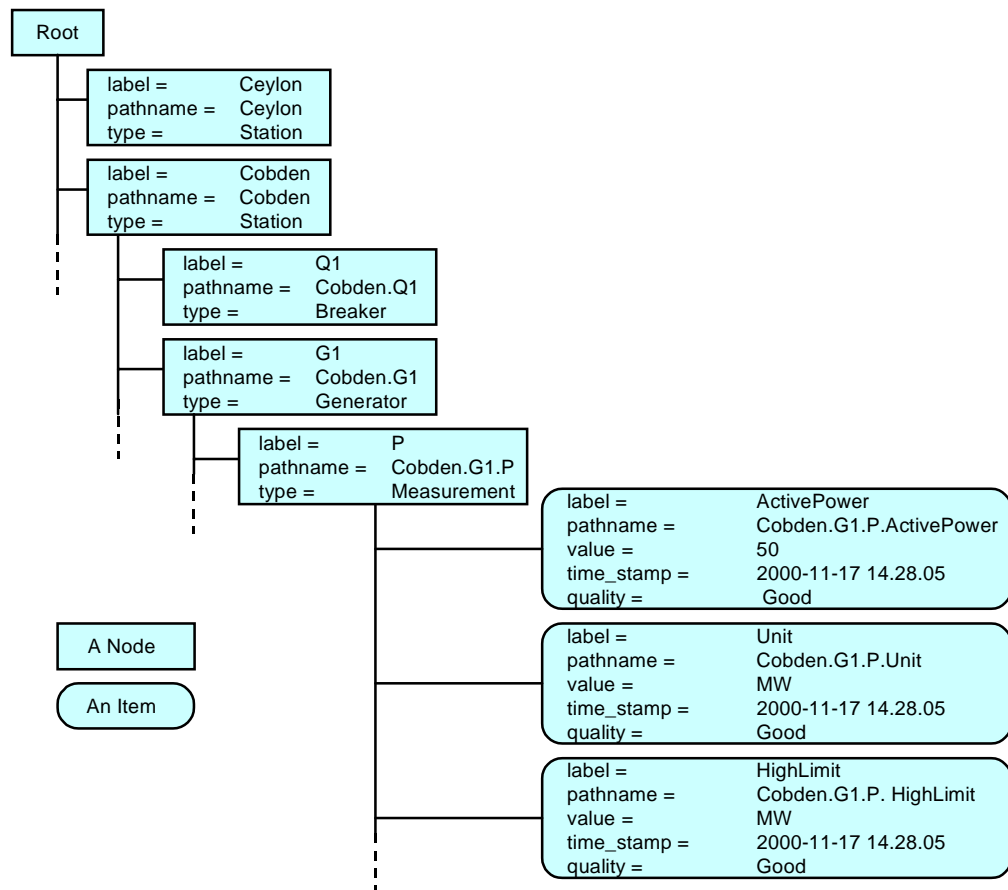 Root
label = Ceylon
pathname = Ceylon
type = Station
label = Cobden
pathname = Cobden
type = Station
label = Q1
pathname = Cobden.Q1
type = Breaker
label = G1
pathname = Cobden.G1
type = Generator
label = P
pathname = Cobden.G1.P
type = Measurement
label = ActivePower
pathname = Cobden.G1.P.ActivePower
value = 50
time_stamp = 2000-11-17 14.28.05
quality = Good
A Node
An Item
label = Unit
pathname = Cobden.G1.P.Unit
value = MW
time_stamp = 2000-11-17 14.28.05
quality = Good
label = HighLimit
pathname = Cobden.G1.P. HighLimit
value = MW
time_stamp = 2000-11-17 14.28.05
quality = Good